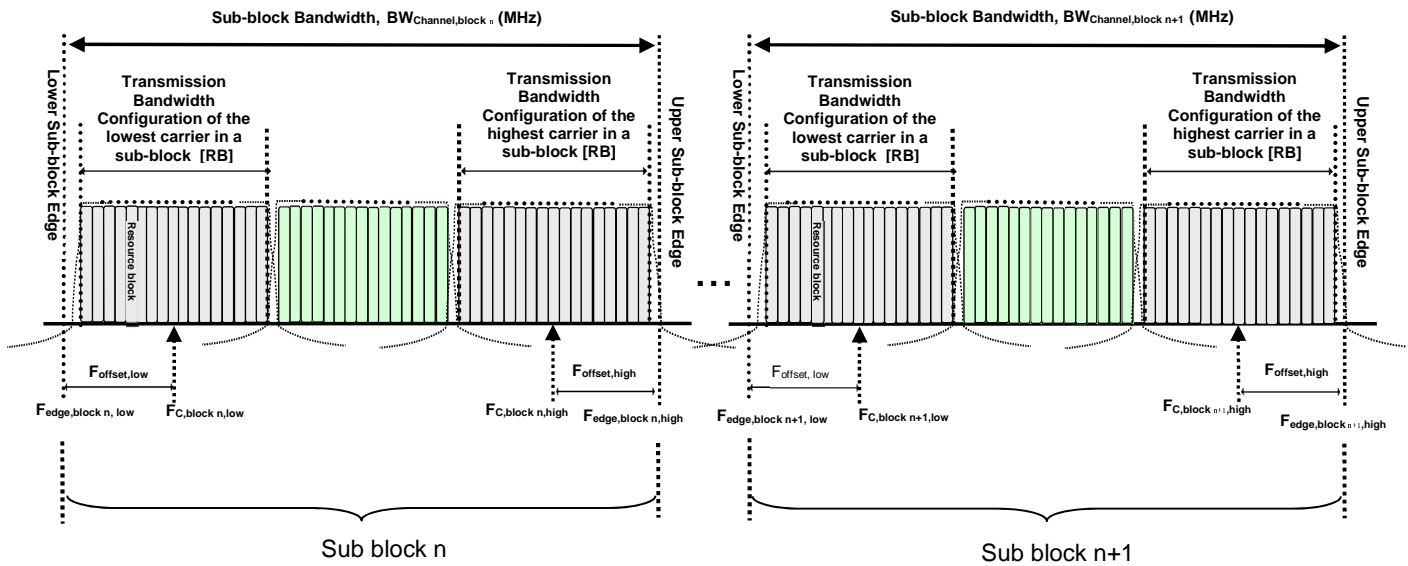 Sub-block Bandwidth, BWChannel,block n (MHz)
Sub-block Bandwidth, BWChannel,block n+1 (MHz)
Lower Sub-block Edge
Transmission
Bandwidth
Configuration of the
lowest carrier in a
sub-block [RB]
Transmission
Bandwidth
Configuration of the
highest carrier in a
sub-block [RB]
Upper Sub-block Edge
Resource block
Lower Sub-block Edge
Transmission
Bandwidth
Configuration of the
lowest carrier in a
sub-block [RB]
Transmission
Bandwidth
Configuration of the
highest carrier in a
sub-block [RB]
Upper Sub-block Edge
Resource block
...
Foffset,low
Foffset,high
Foffset, low
Foffset,high
Fedge,block n, low
FC,block n,low
FC,block n,high
Fedge,block n,high
Fedge,block n+1, low
FC,block n+1,low
FC,block n+1,high
Fedge,block n+1,high
Sub block n
Sub block n+1